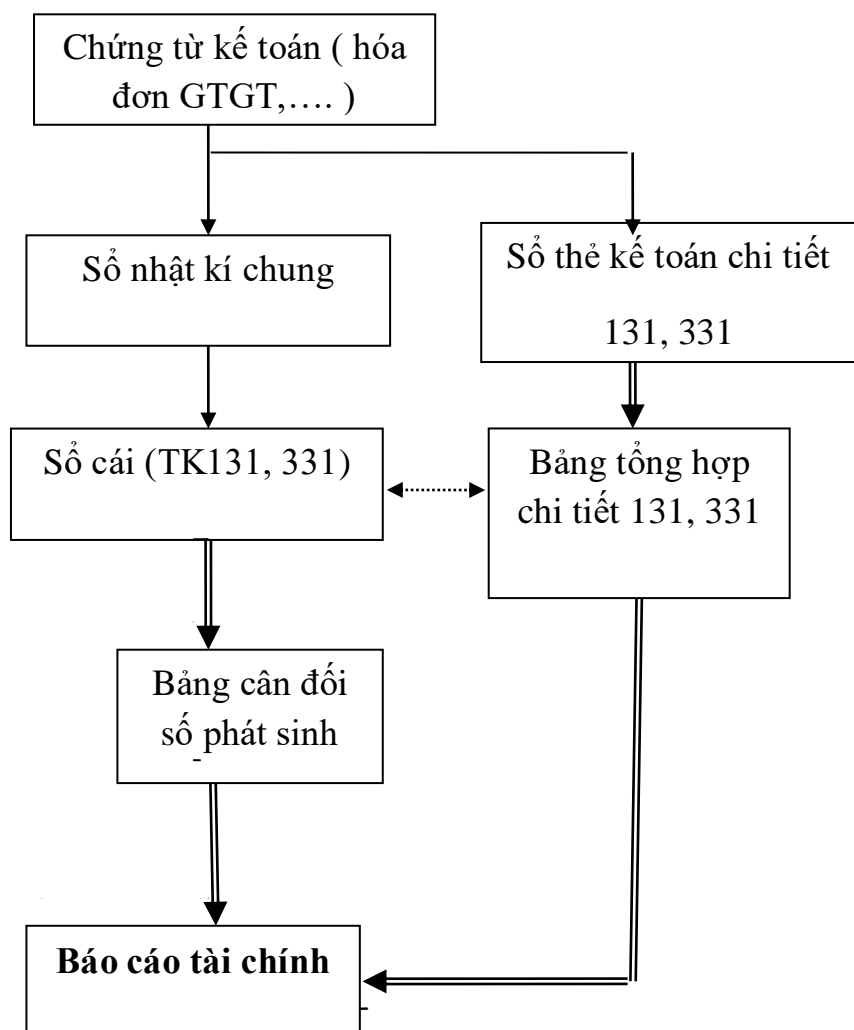 Chứng từ kế toán ( hóa
đơn GTGT,…. )
Sổ nhật kí chung
Sổ thẻ kế toán chi tiết
131, 331
Sổ cái (TK131, 331)
Bảng tổng hợp
chi tiết 131, 331
Bảng cân đối
số phát sinh
Báo cáo tài chính